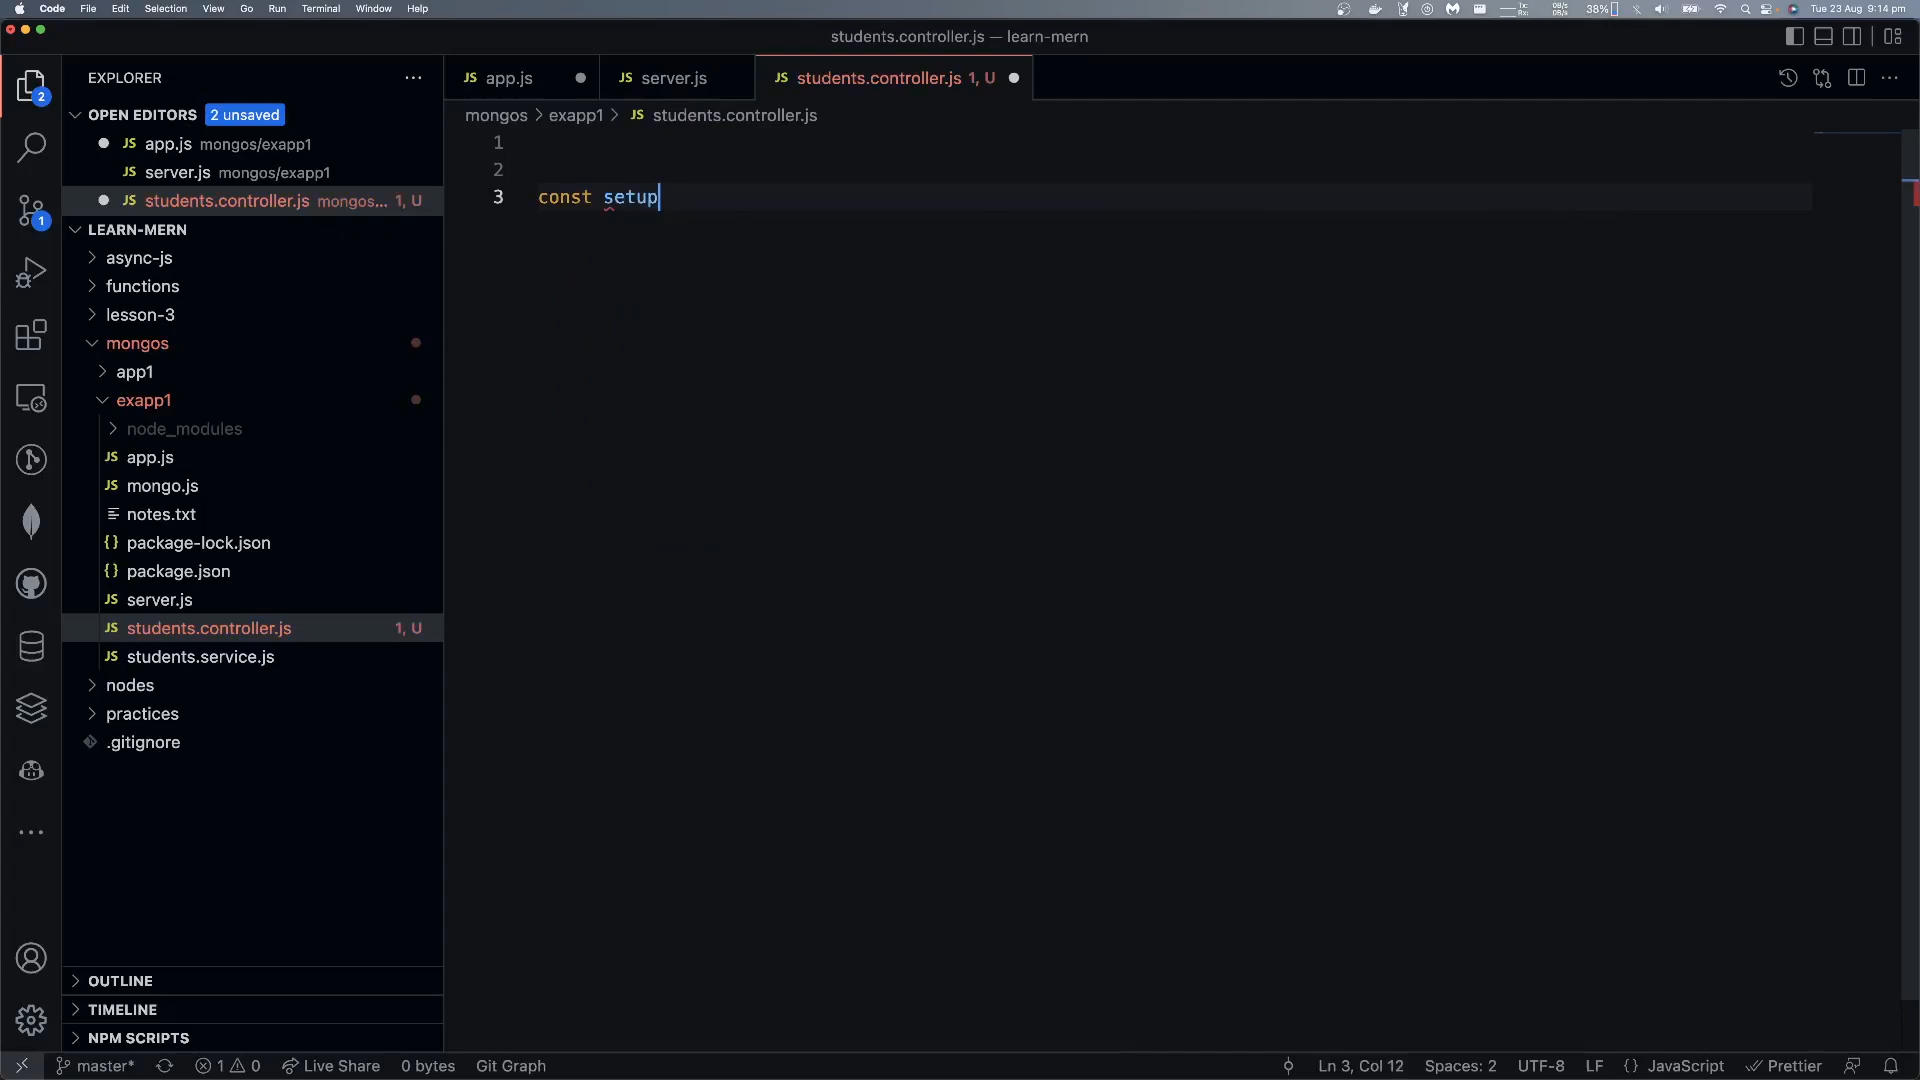 Code File Edit Selection View Go Run Terminal Window Help 38% Tue 23 Aug 9:14 pm
students.controller.js — learn-mern
EXPLORER
OPEN EDITORS 2 unsaved
JS app.js mongos/exapp1
JS server.js mongos/exapp1
JS students.controller.js mongos... 1, U
LEARN-MERN
async-js
functions
lesson-3
mongos
app1
exapp1
node_modules
JS app.js
JS mongo.js
notes.txt
{} package-lock.json
{} package.json
JS server.js
JS students.controller.js 1, U
JS students.service.js
nodes
practices
.gitignore
OUTLINE
TIMELINE
NPM SCRIPTS
2
1
JS app.js JS server.js JS students.controller.js 1, U
mongos > exapp1 > JS students.controller.js
1
2
3 const setup
master* 1 0 Live Share 0 bytes Git Graph Ln 3, Col 12 Spaces: 2 UTF-8 LF {} JavaScript Prettier